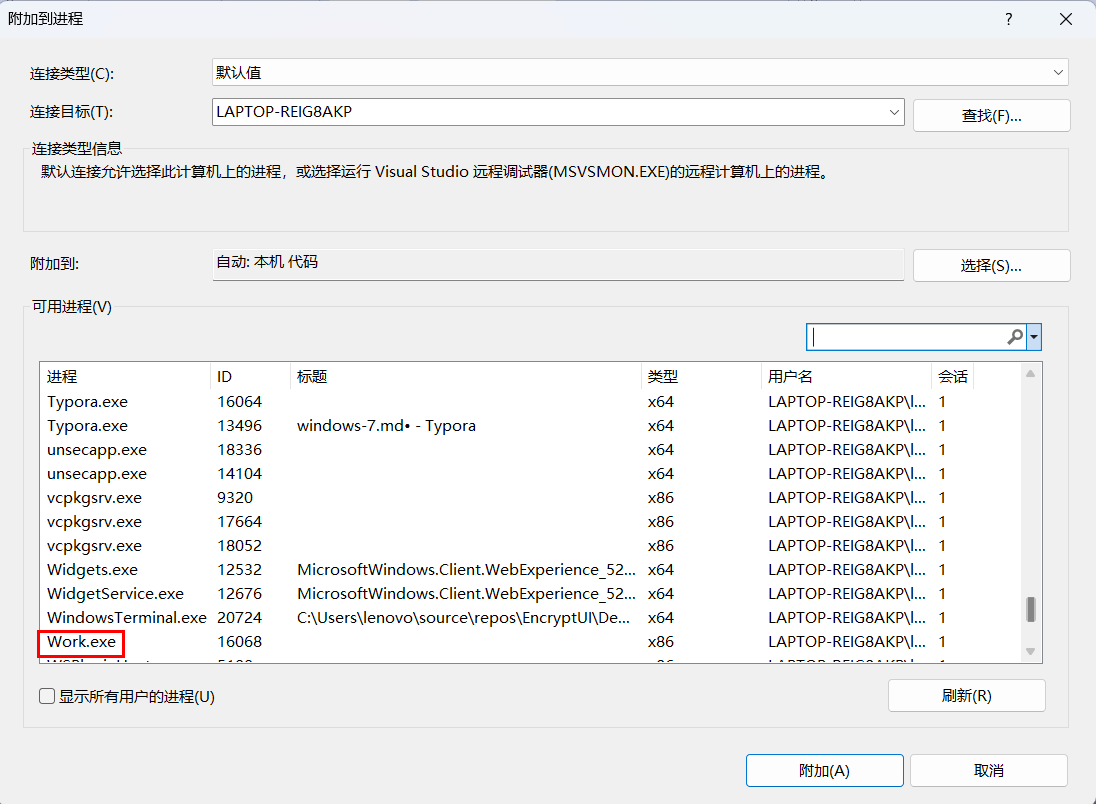 附加到进程 ?
连接类型(C): 默认值
连接目标(T): LAPTOP-REIG8AKP 查找(F)...
连接类型信息
默认连接允许选择此计算机上的进程，或选择运行 Visual Studio 远程调试器(MSVSMON.EXE)的远程计算机上的进程。
附加到: 自动: 本机 代码 选择(S)...
可用进程(V)
进程 ID 标题 类型 用户名 会话
Typora.exe 16064 x64 LAPTOP-REIG8AKP\l... 1
Typora.exe 13496 windows-7.md• - Typora x64 LAPTOP-REIG8AKP\l... 1
unsecapp.exe 18336 x64 LAPTOP-REIG8AKP\l... 1
unsecapp.exe 14104 x64 LAPTOP-REIG8AKP\l... 1
vcpkgsrv.exe 9320 x86 LAPTOP-REIG8AKP\l... 1
vcpkgsrv.exe 17664 x86 LAPTOP-REIG8AKP\l... 1
vcpkgsrv.exe 18052 x86 LAPTOP-REIG8AKP\l... 1
Widgets.exe 12532 MicrosoftWindows.Client.WebExperience_52... x64 LAPTOP-REIG8AKP\l... 1
WidgetService.exe 12676 MicrosoftWindows.Client.WebExperience_52... x64 LAPTOP-REIG8AKP\l... 1
WindowsTerminal.exe 20724 C:\Users\lenovo\source\repos\EncryptUI\De... x64 LAPTOP-REIG8AKP\l... 1
Work.exe 16068 x86 LAPTOP-REIG8AKP\l... 1
显示所有用户的进程(U) 刷新(R)
附加(A) 取消